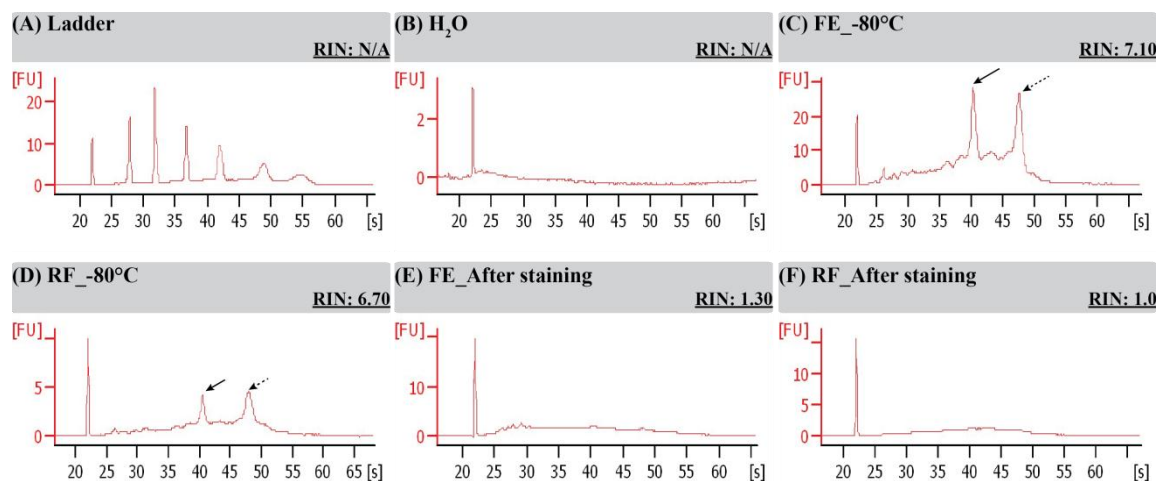 (A) Ladder
RIN: N/A
[FU]
20
10
0
20 25 30 35 40 45 50 55 60 [s]
(B) H₂O
RIN: N/A
[FU]
2
0
20 25 30 35 40 45 50 55 60 [s]
(C) FE_-80°C
RIN: 7.10
[FU]
20
10
0
20 25 30 35 40 45 50 55 60 [s]
(D) RF_-80°C
RIN: 6.70
[FU]
5
0
20 25 30 35 40 45 50 55 60 65 [s]
(E) FE_After staining
RIN: 1.30
[FU]
10
0
20 25 30 35 40 45 50 55 60 [s]
(F) RF_After staining
RIN: 1.0
[FU]
10
5
0
20 25 30 35 40 45 50 55 60 [s]